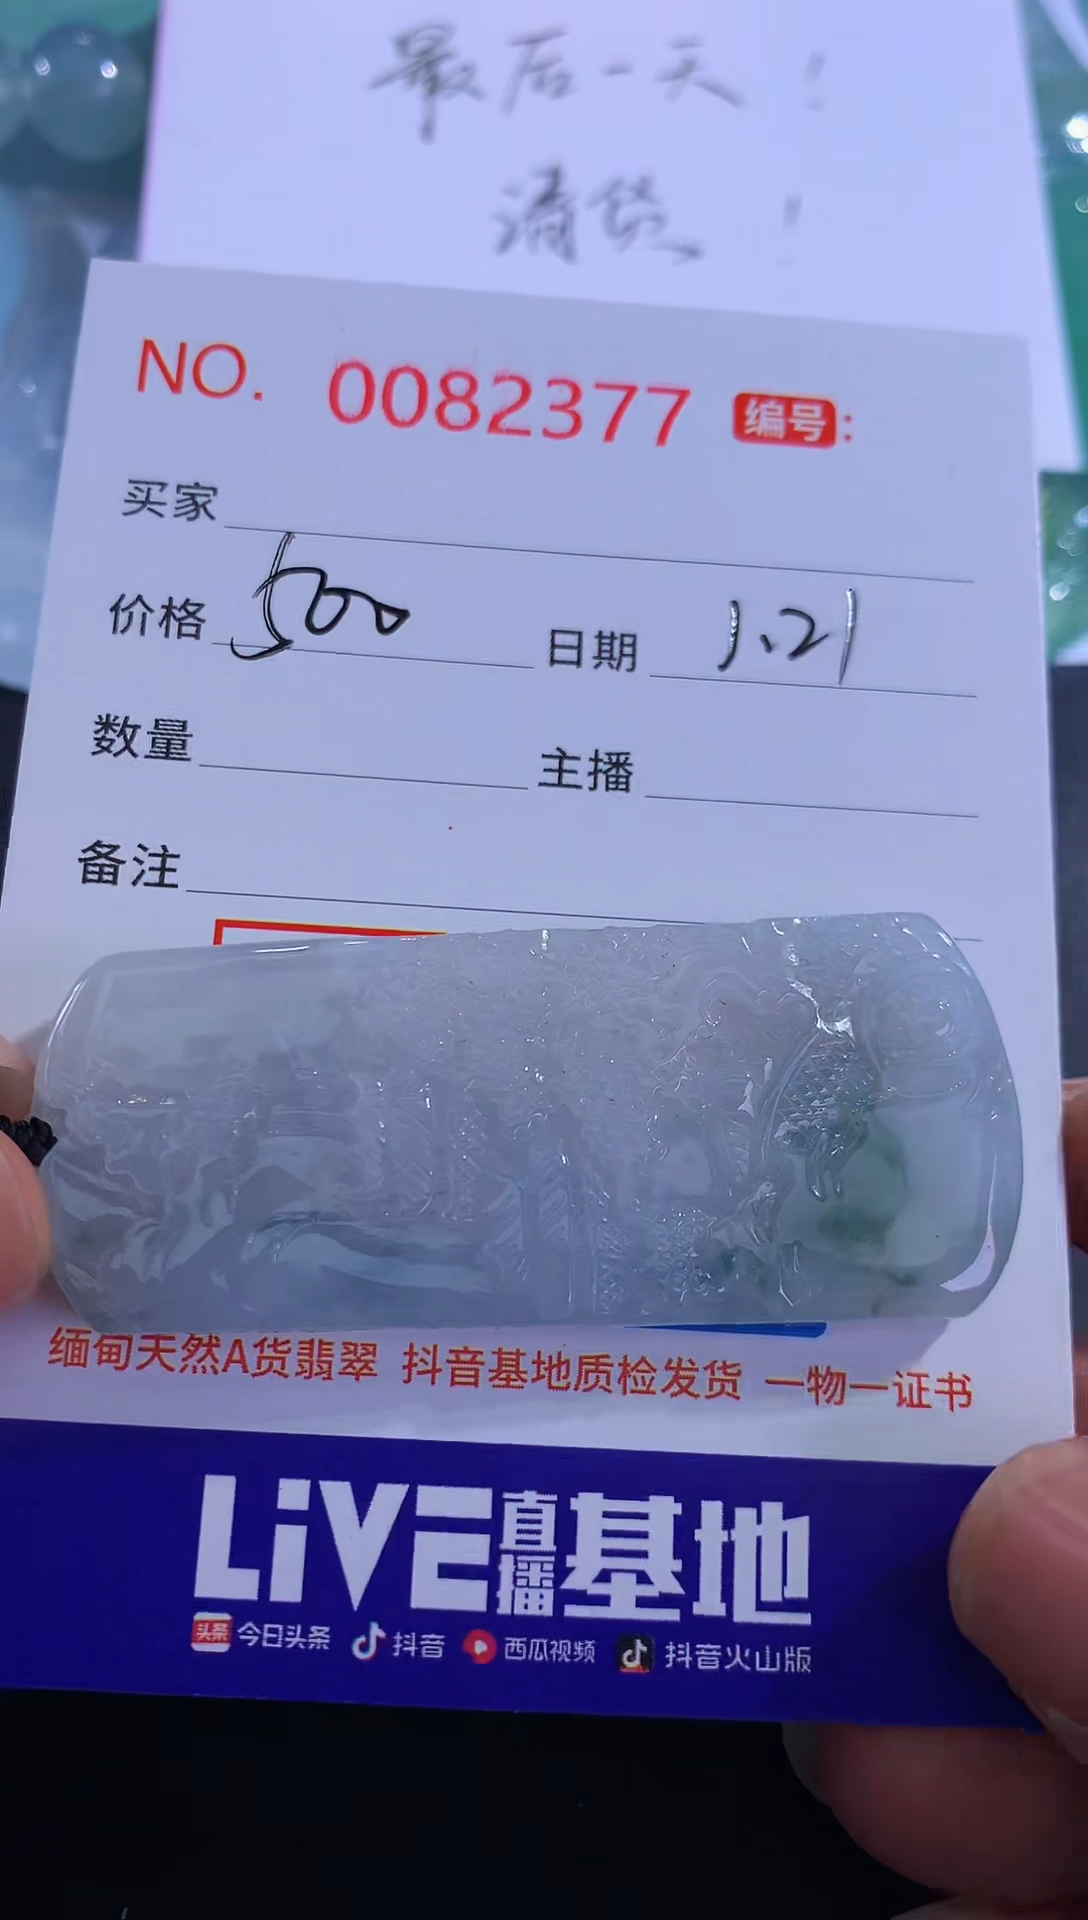 最后一天!
清货!
NO. 0082377 编号:
买家
价格 500 日期 1.21
数量 主播
备注
缅甸天然A货翡翠 抖音基地质检发货 一物一证书
LiVE直播基地
头条 今日头条 抖音 西瓜视频 抖音火山版